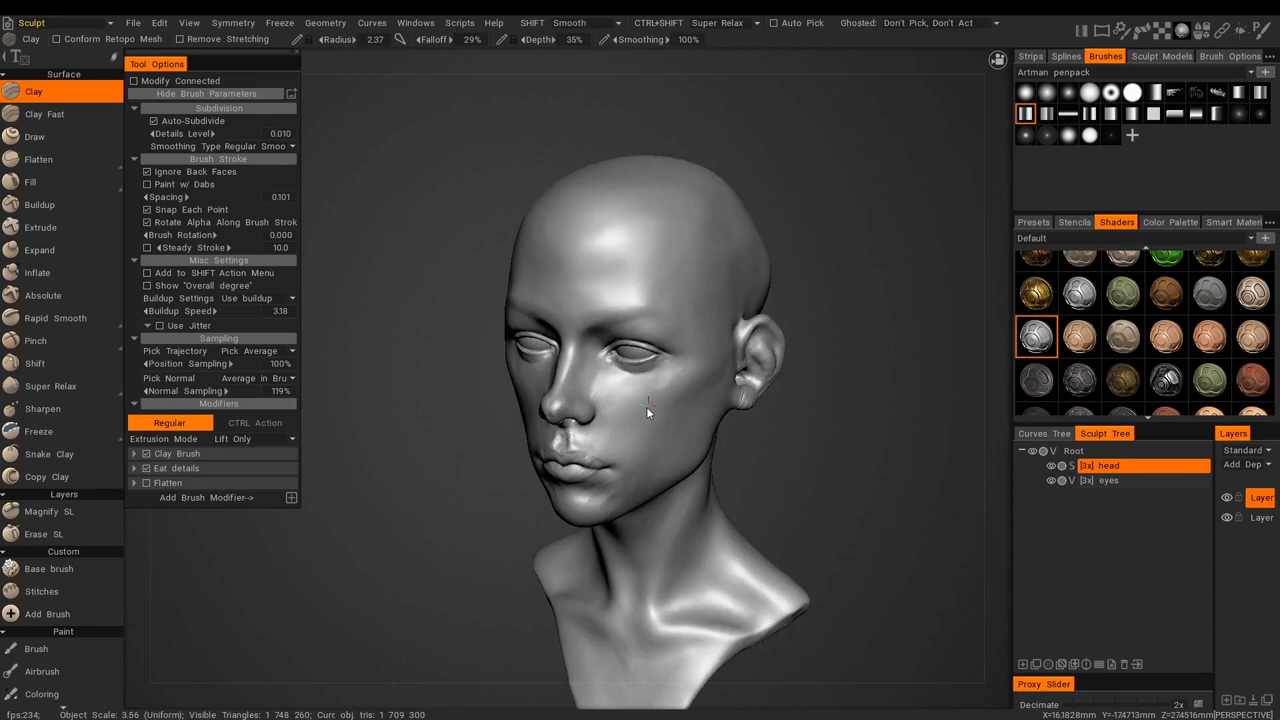 Sculpt File Edit View Symmetry Freeze Geometry Curves Windows Scripts Help SHIFT Smooth CTRL+SHIFT Super Relax Auto Pick Ghosted: Don't Pick, Don't Act
Clay Conform Retopo Mesh Remove Stretching Radius 2.37 Falloff 29% Depth 35% Smoothing 100%
Surface
Clay
Clay Fast
Draw
Flatten
Fill
Buildup
Extrude
Expand
Inflate
Absolute
Rapid Smooth
Pinch
Shift
Super Relax
Sharpen
Freeze
Snake Clay
Copy Clay
Layers
Magnify SL
Erase SL
Custom
Base brush
Stitches
Add Brush
Paint
Brush
Airbrush
Coloring
Tool Options
Modify Connected
Hide Brush Parameters
Subdivision
Auto-Subdivide
Details Level 0.010
Smoothing Type Regular Smoo
Brush Stroke
Ignore Back Faces
Paint w/ Dabs
Spacing 0.101
Snap Each Point
Rotate Alpha Along Brush Strok
Brush Rotation 0.000
Steady Stroke 10.0
Misc Settings
Add to SHIFT Action Menu
Show "Overall degree"
Buildup Settings Use buildup
Buildup Speed 3.18
Use Jitter
Sampling
Pick Trajectory Pick Average
Position Sampling 100%
Pick Normal Average in Bru
Normal Sampling 119%
Modifiers
Regular CTRL Action
Extrusion Mode Lift Only
Clay Brush
Eat details
Flatten
Add Brush Modifier-->
Strips Splines Brushes Sculpt Models Brush Options
Artman penpack
Presets Stencils Shaders Color Palette Smart Materi
Default
Curves Tree Sculpt Tree
V Root
S [3x] head
V [3x] eyes
Layers
Standard
Add Dep
Layer
Layer
Proxy Slider
Decimate 2x
fps:234; Object Scale: 3.56 (Uniform); Visible Triangles: 1 748 260; Curr. obj. tris: 1 709 300 X=16.1828mm Y=-17.4713mm Z=27.4516mm[PERSPECTIVE]